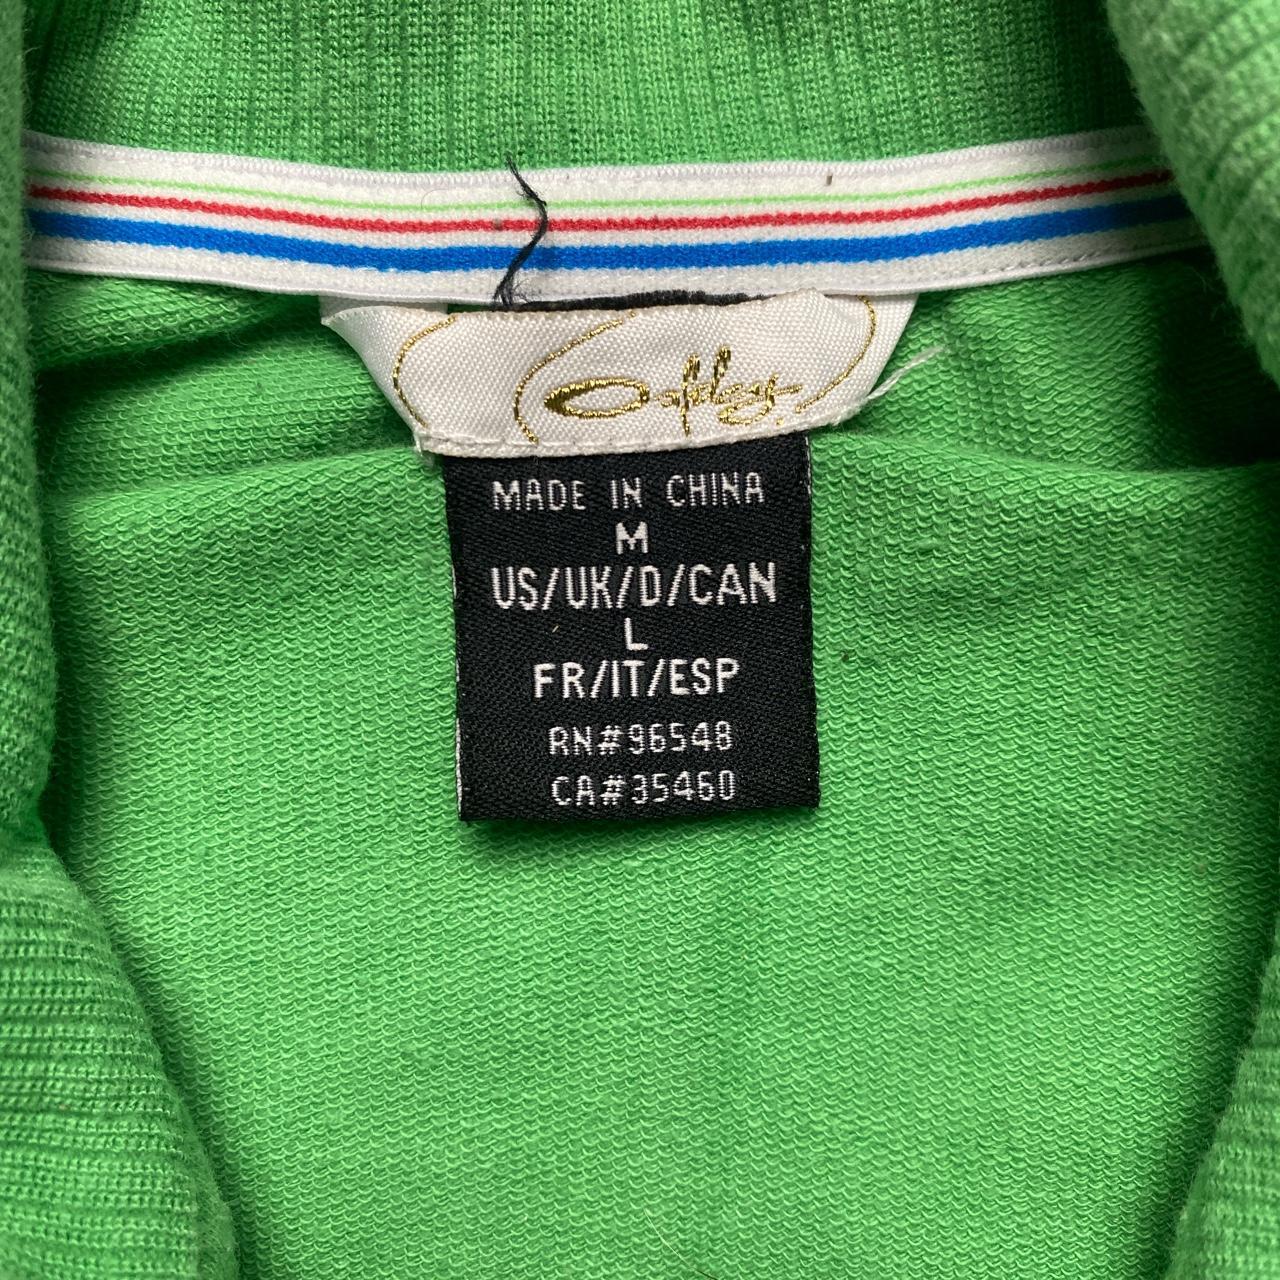 Oakley
MADE IN CHINA
M
US/UK/D/CAN
L
FR/IT/ESP
RN#96548
CA#35460